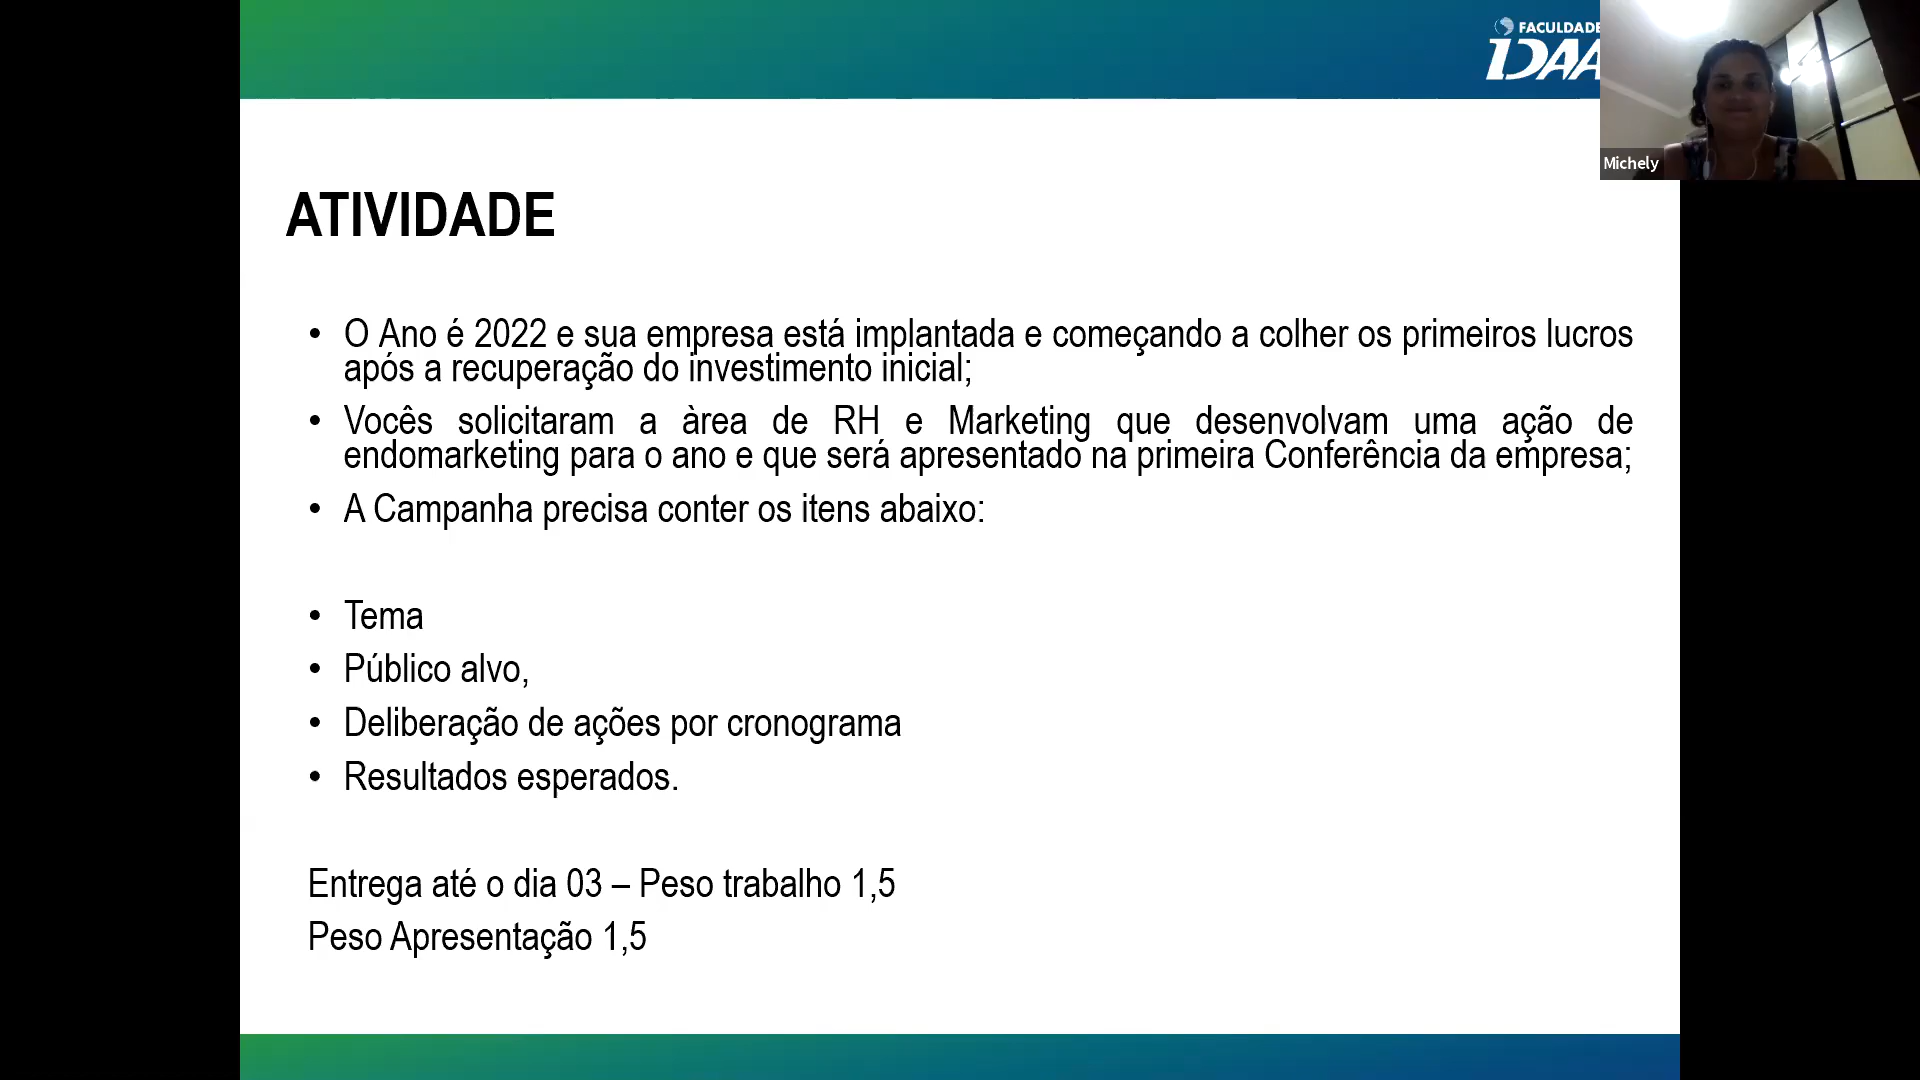 FACULDADE
IDAA
Michely
ATIVIDADE
• O Ano é 2022 e sua empresa está implantada e começando a colher os primeiros lucros
após a recuperação do investimento inicial;
• Vocês solicitaram a àrea de RH e Marketing que desenvolvam uma ação de
endomarketing para o ano e que será apresentado na primeira Conferência da empresa;
• A Campanha precisa conter os itens abaixo:
• Tema
• Público alvo,
• Deliberação de ações por cronograma
• Resultados esperados.
Entrega até o dia 03 – Peso trabalho 1,5
Peso Apresentação 1,5